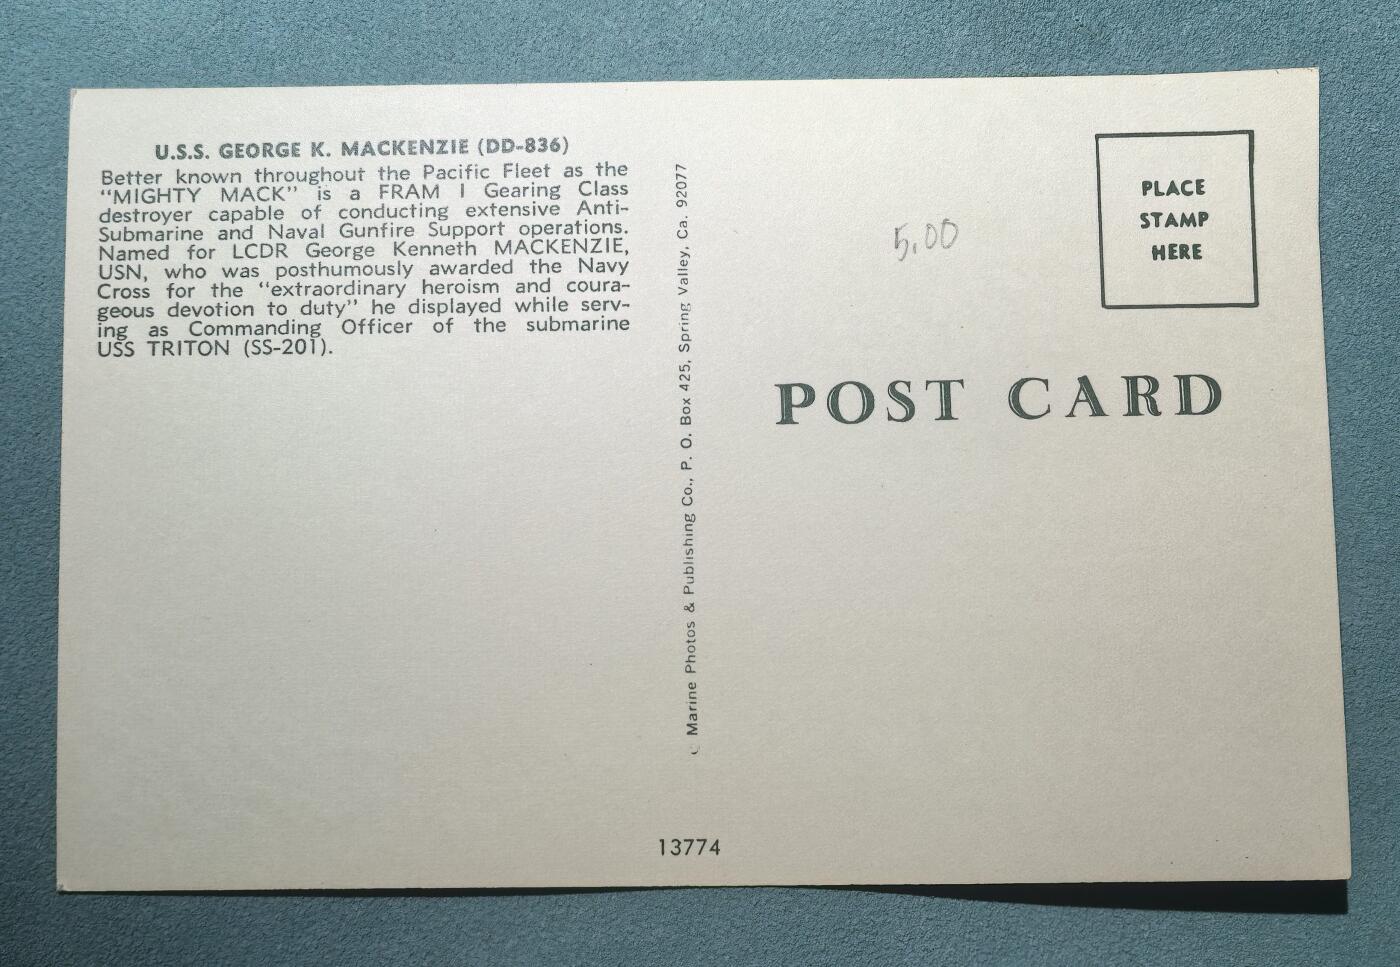 U.S.S. GEORGE K. MACKENZIE (DD-836)
Better known throughout the Pacific Fleet as the
“MIGHTY MACK” is a FRAM I Gearing Class
destroyer capable of conducting extensive Anti-
Submarine and Naval Gunfire Support operations.
Named for LCDR George Kenneth MACKENZIE,
USN, who was posthumously awarded the Navy
Cross for the “extraordinary heroism and coura-
geous devotion to duty” he displayed while serv-
ing as Commanding Officer of the submarine
USS TRITON (SS-201).
Marine Photos & Publishing Co., P. O. Box 425, Spring Valley, Ca. 92077
13774
5.00
PLACE
STAMP
HERE
POST CARD